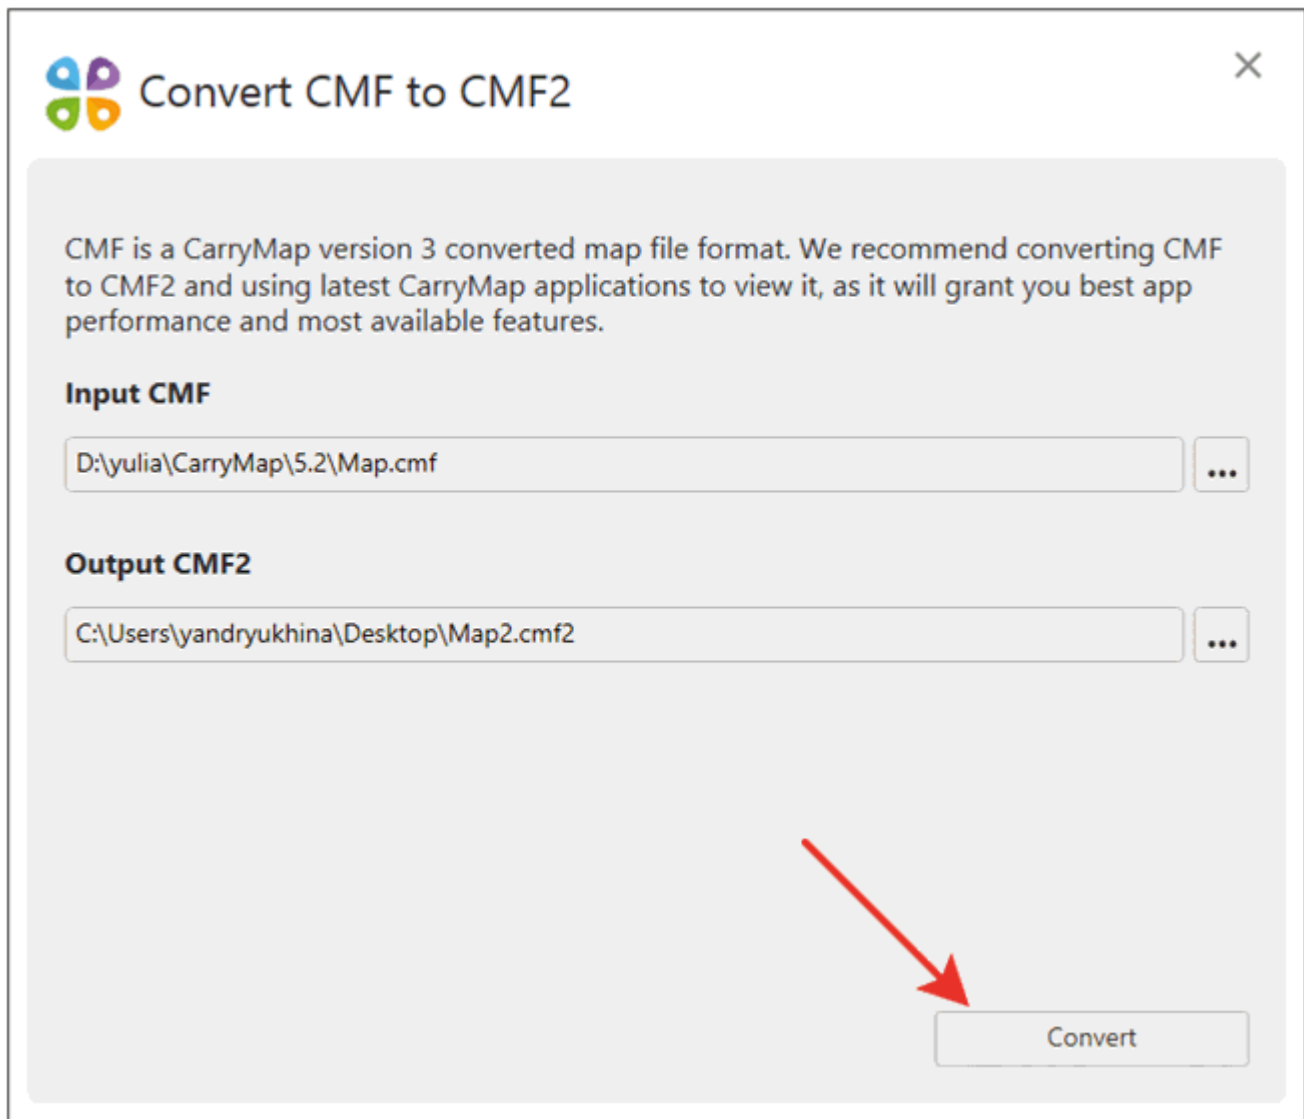 Convert CMF to CMF2
CMF is a CarryMap version 3 converted map file format. We recommend converting CMF
to CMF2 and using latest CarryMap applications to view it, as it will grant you best app
performance and most available features.
Input CMF
D:\yulia\CarryMap\5.2\Map.cmf
...
Output CMF2
C:\Users\yandryukhina\Desktop\Map2.cmf2
...
Convert